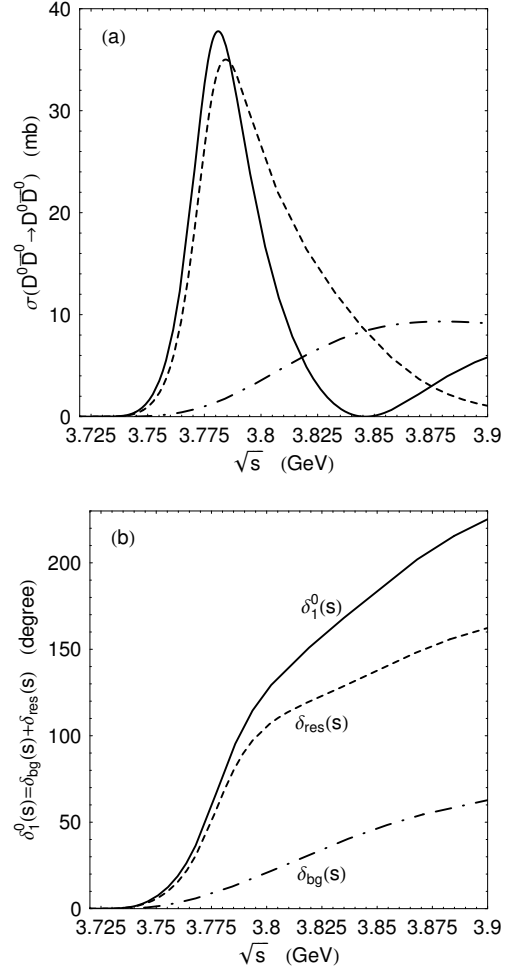 (a)
40
30
20
10
0
σ(D⁰D̄⁰→D⁰D̄⁰) (mb)
3.725 3.75 3.775 3.8 3.825 3.85 3.875 3.9
√s (GeV)
(b)
200
150
100
50
0
δ₁⁰(s)=δbg(s)+δres(s) (degree)
δ₁⁰(s)
δres(s)
δbg(s)
3.725 3.75 3.775 3.8 3.825 3.85 3.875 3.9
√s (GeV)